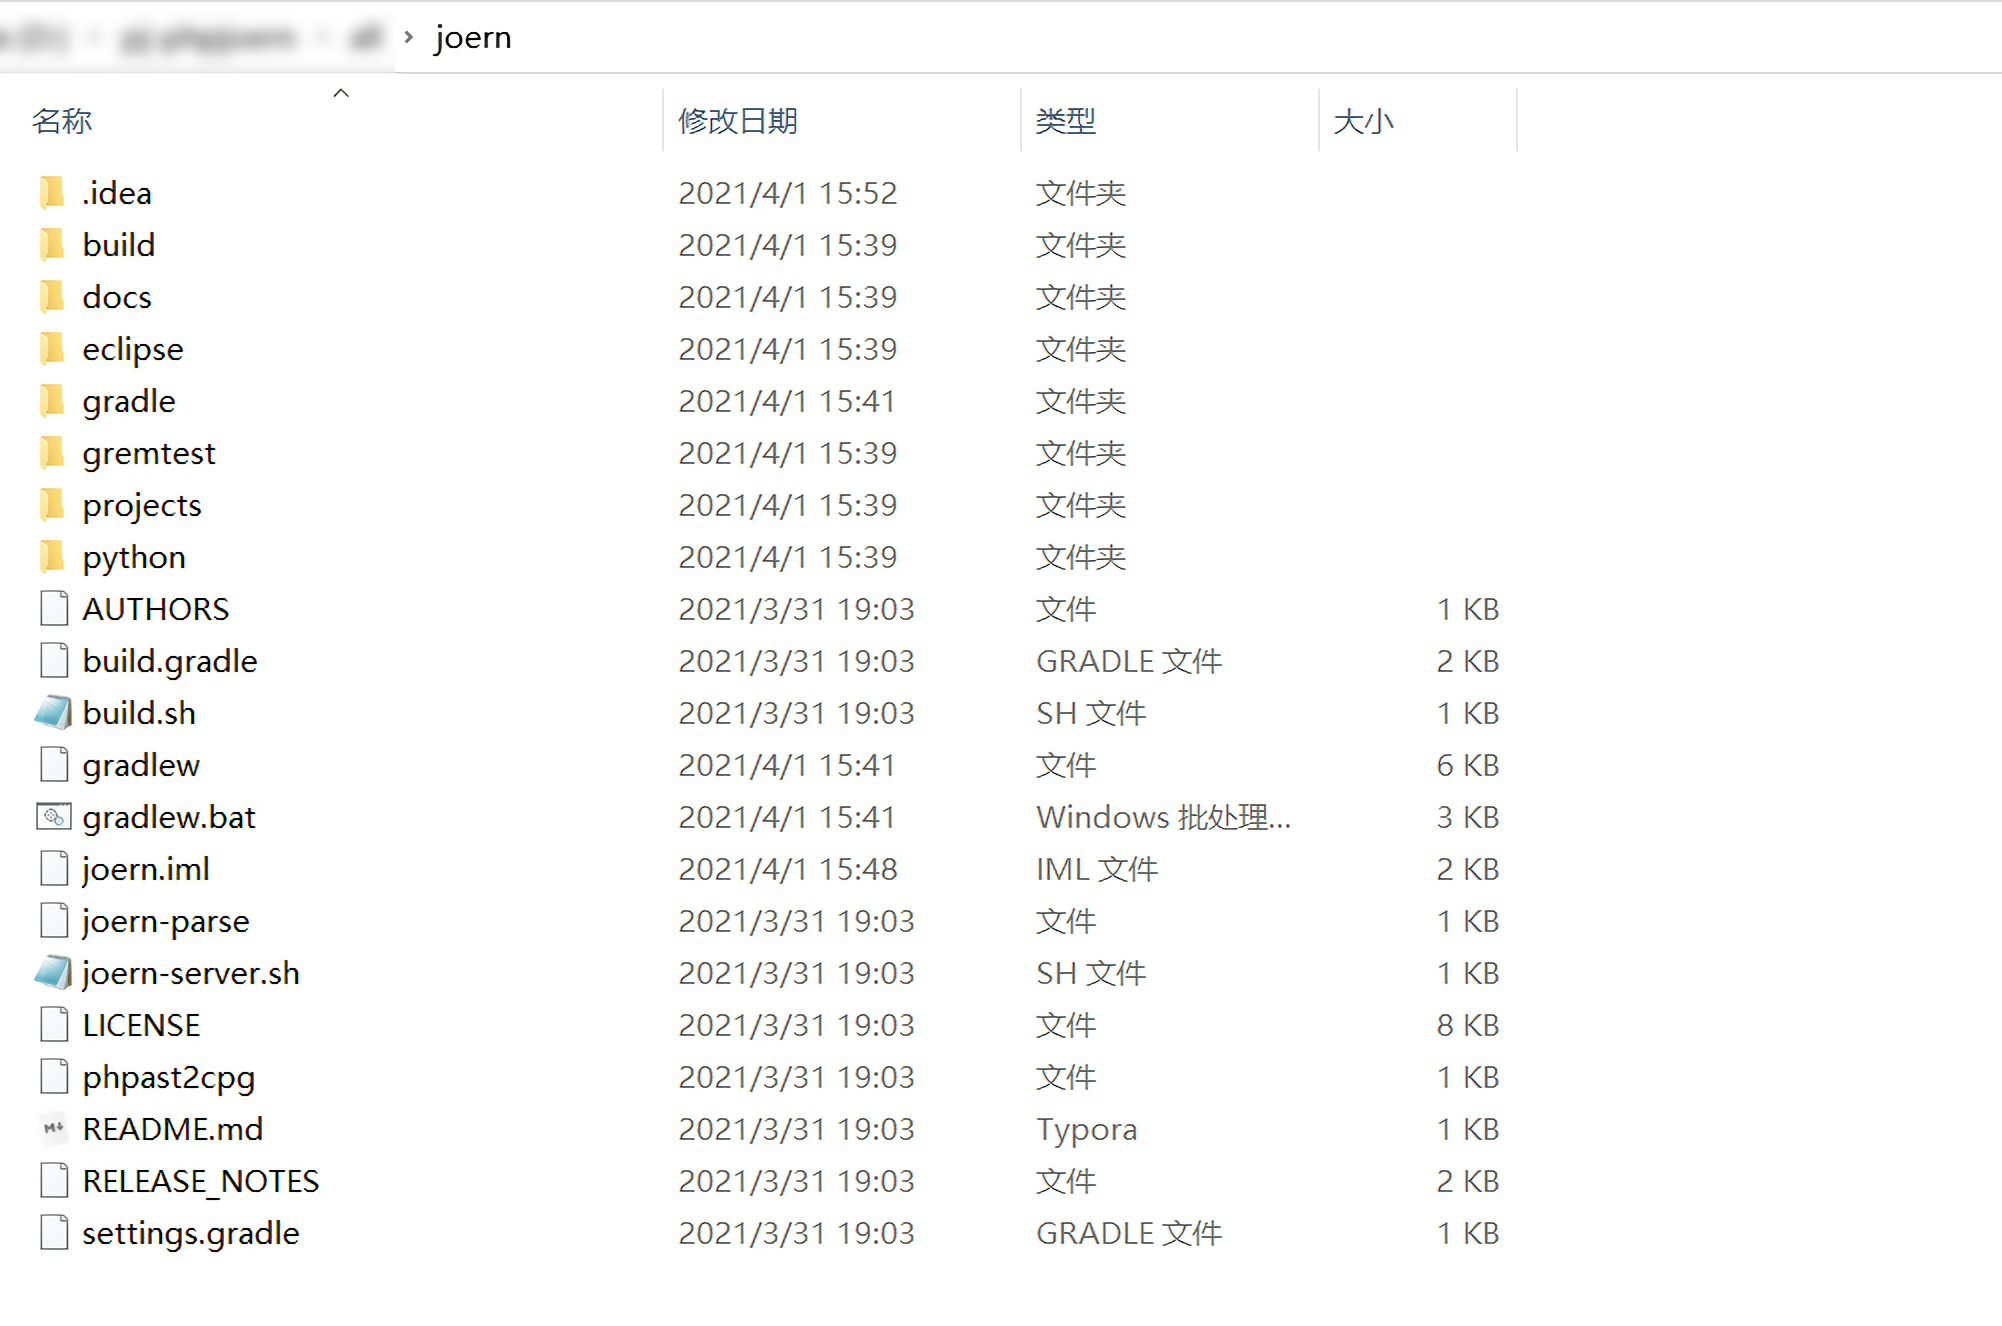 joern
名称 修改日期 类型 大小
.idea 2021/4/1 15:52 文件夹
build 2021/4/1 15:39 文件夹
docs 2021/4/1 15:39 文件夹
eclipse 2021/4/1 15:39 文件夹
gradle 2021/4/1 15:41 文件夹
gremtest 2021/4/1 15:39 文件夹
projects 2021/4/1 15:39 文件夹
python 2021/4/1 15:39 文件夹
AUTHORS 2021/3/31 19:03 文件 1 KB
build.gradle 2021/3/31 19:03 GRADLE 文件 2 KB
build.sh 2021/3/31 19:03 SH 文件 1 KB
gradlew 2021/4/1 15:41 文件 6 KB
gradlew.bat 2021/4/1 15:41 Windows 批处理... 3 KB
joern.iml 2021/4/1 15:48 IML 文件 2 KB
joern-parse 2021/3/31 19:03 文件 1 KB
joern-server.sh 2021/3/31 19:03 SH 文件 1 KB
LICENSE 2021/3/31 19:03 文件 8 KB
phpast2cpg 2021/3/31 19:03 文件 1 KB
README.md 2021/3/31 19:03 Typora 1 KB
RELEASE_NOTES 2021/3/31 19:03 文件 2 KB
settings.gradle 2021/3/31 19:03 GRADLE 文件 1 KB